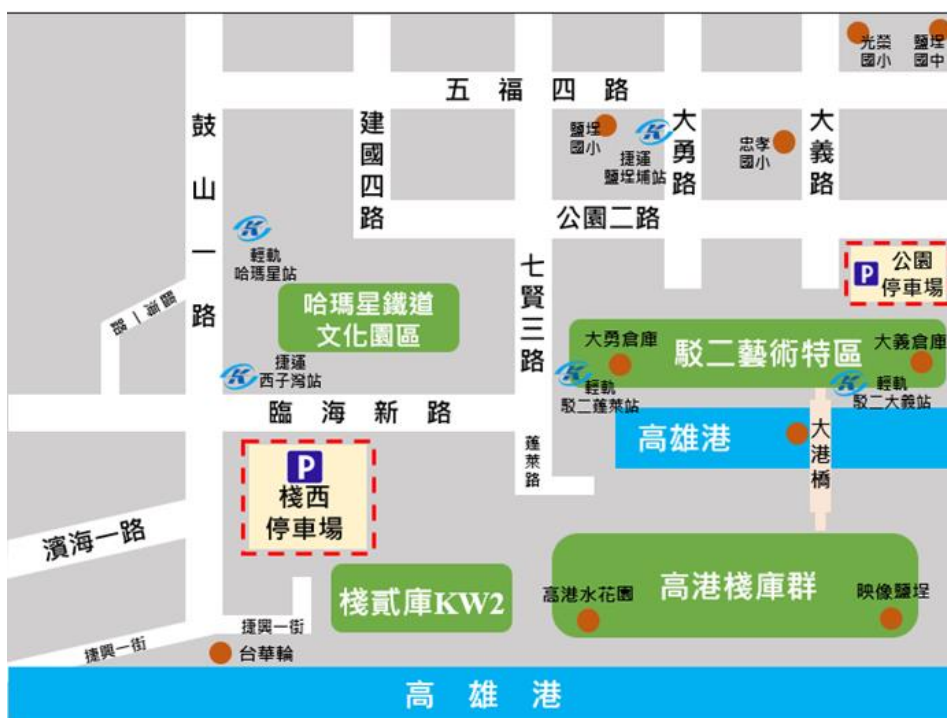 光榮
國小
鹽埕
國中
五福四路
鼓山一路
建國四路
鹽埕
國小
捷運
鹽埕埔站
大勇路
忠孝
國小
大義路
公園二路
輕軌
哈瑪星站
臨海一路
哈瑪星鐵道
文化園區
七賢三路
P
公園
停車場
大勇倉庫
駁二藝術特區
大義倉庫
捷運
西子灣站
輕軌
駁二蓬萊站
輕軌
駁二大義站
臨海新路
蓬萊路
高雄港
大港橋
P
棧西
停車場
濱海一路
棧貳庫KW2
高港水花園
高港棧庫群
映像鹽埕
捷興一街
捷興一街
台華輪
高雄港